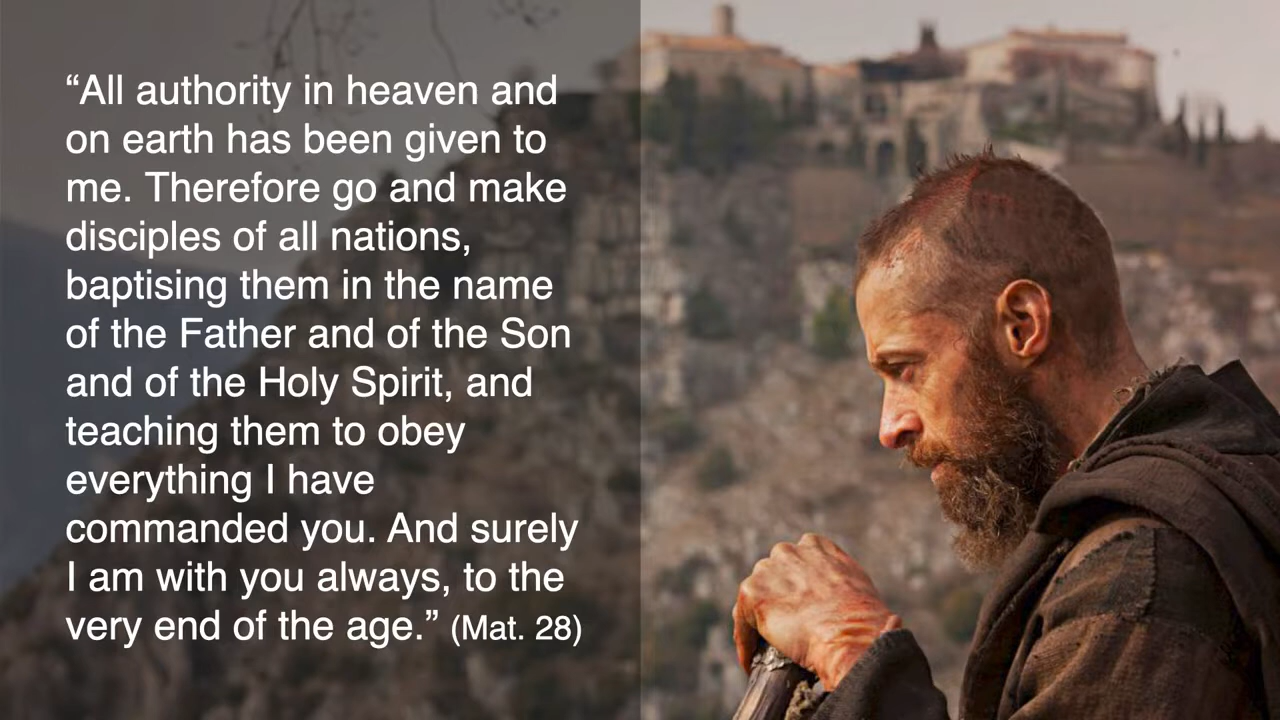 “All authority in heaven and
on earth has been given to
me. Therefore go and make
disciples of all nations,
baptising them in the name
of the Father and of the Son
and of the Holy Spirit, and
teaching them to obey
everything I have
commanded you. And surely
I am with you always, to the
very end of the age.” (Mat. 28)